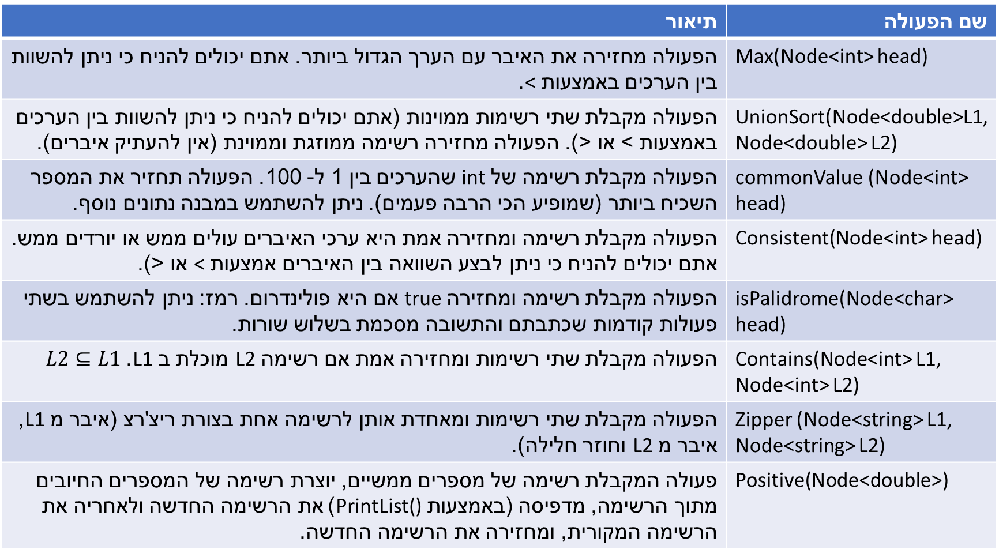 שם הפעולה
תיאור
Max(Node<int> head)
הפעולה מחזירה את האיבר עם הערך הגדול ביותר. אתם יכולים להניח כי ניתן להשוות
בין הערכים באמצעות >.
UnionSort(Node<double>L1,
Node<double> L2)
הפעולה מקבלת שתי רשימות ממוינות (אתם יכולים להניח כי ניתן להשוות בין הערכים
באמצעות < או >). הפעולה מחזירה רשימה ממוזגת וממוינת (אין להעתיק איברים).
commonValue (Node<int>
head)
הפעולה מקבלת רשימה של int שהערכים בין 1 ל- 100. הפעולה תחזיר את המספר
השכיח ביותר (שמופיע הכי הרבה פעמים). ניתן להשתמש במבנה נתונים נוסף.
Consistent(Node<int> head)
הפעולה מקבלת רשימה ומחזירה אמת היא ערכי האיברים עולים ממש או יורדים ממש.
אתם יכולים להניח כי ניתן לבצע השוואה בין האיברים אמצעות < או >).
isPalidrome(Node<char>
head)
הפעולה מקבלת רשימה ומחזירה true אם היא פולינדרום. רמז: ניתן להשתמש בשתי
פעולות קודמות שכתבתם והתשובה מסכמת בשלוש שורות.
Contains(Node<int> L1,
Node<int> L2)
הפעולה מקבלת שתי רשימות ומחזירה אמת אם רשימה L2 מוכלת ב L1. L2 ⊆ L1
Zipper (Node<string> L1,
Node<string> L2)
הפעולה מקבלת שתי רשימות ומאחדת אותן לרשימה אחת בצורת ריצ'רצ (איבר מ L1,
איבר מ L2 וחוזר חלילה).
Positive(Node<double>)
פעולה המקבלת רשימה של מספרים ממשיים, יוצרת רשימה של המספרים החיובים
מתוך הרשימה, מדפיסה (באמצעות PrintList()) את הרשימה החדשה ולאחריה את
הרשימה המקורית, ומחזירה את הרשימה החדשה.